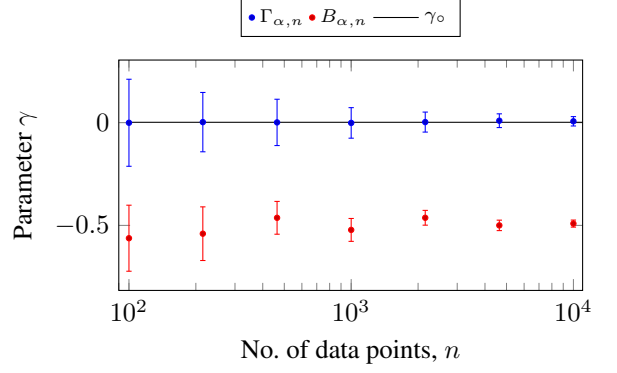 Γα,n Bα,n γ∘
0
−0.5
Parameter γ
10² 10³ 10⁴
No. of data points, n